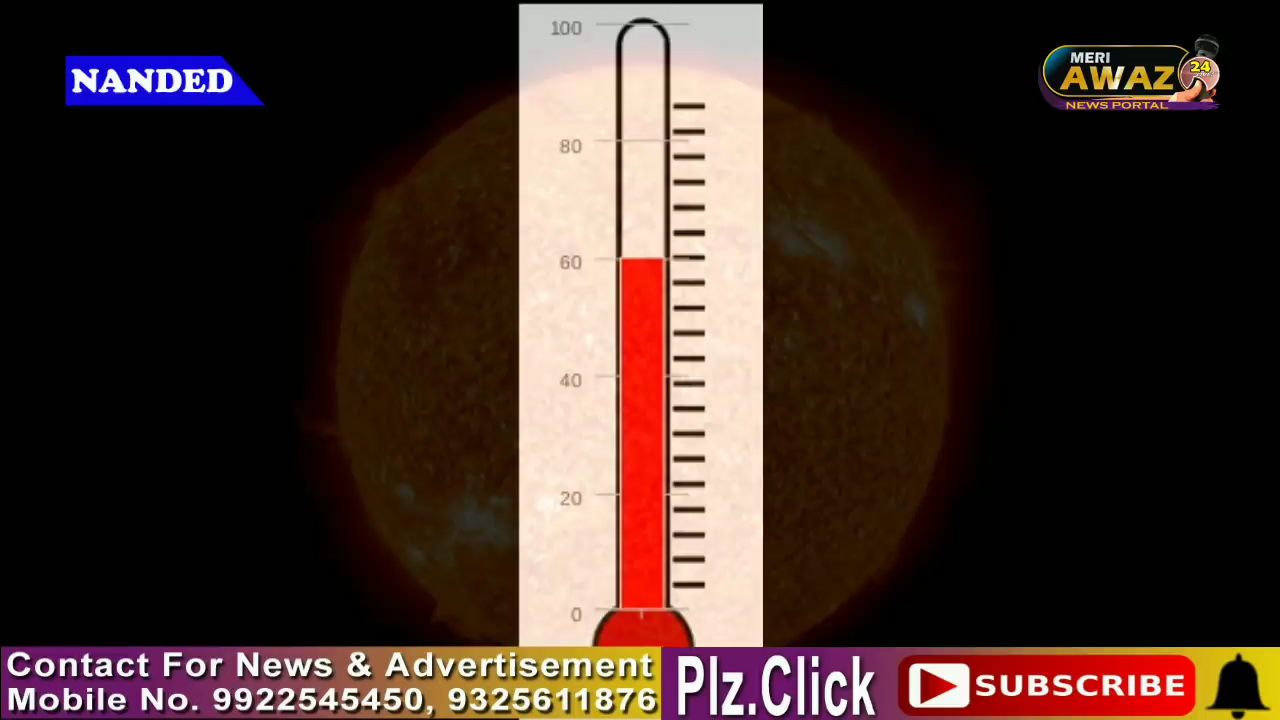 NANDED
MERI
AWAZ
24
NEWS PORTAL
100
80
60
40
20
0
Contact For News & Advertisement
Mobile No. 9922545450, 9325611876
Plz.Click
SUBSCRIBE